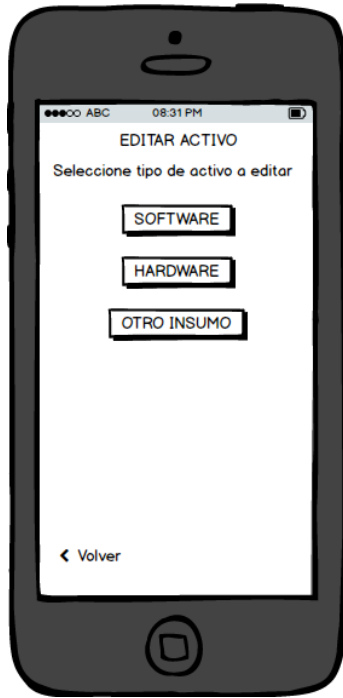 ABC 08:31 PM
EDITAR ACTIVO
Seleccione tipo de activo a editar
SOFTWARE
HARDWARE
OTRO INSUMO
Volver